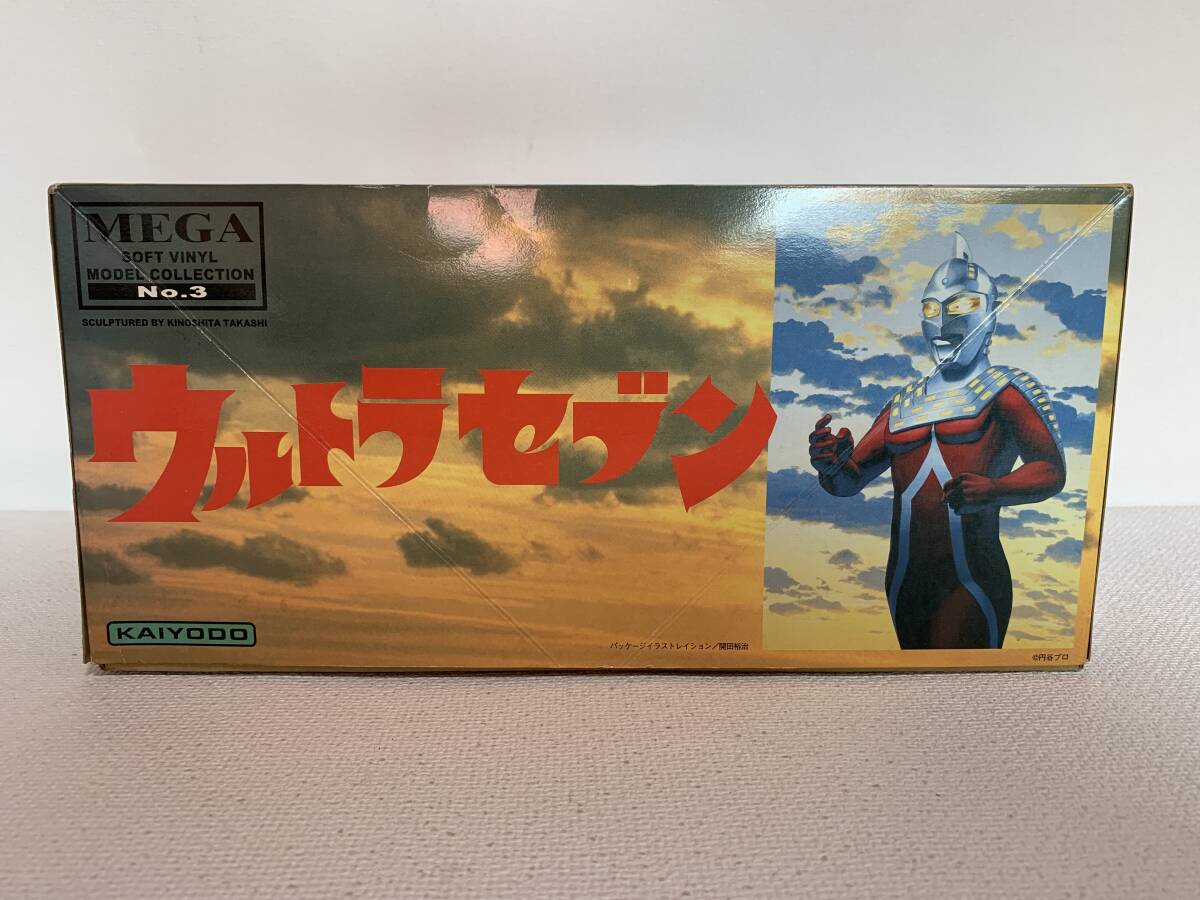 MEGA
SOFT VINYL
MODEL COLLECTION
No.3
SCULPTURED BY KINOSHITA TAKASHI
ウルトラセブン
KAIYODO
パッケージイラストレイション／開田裕治
©円谷プロ